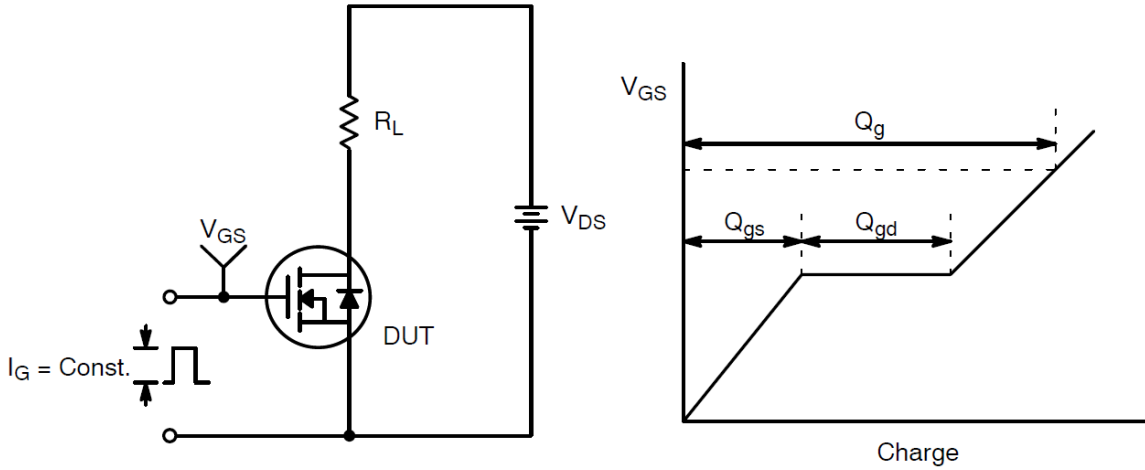 R_L
V_DS
V_GS
DUT
I_G = Const.
V_GS
Q_g
Q_gs
Q_gd
Charge